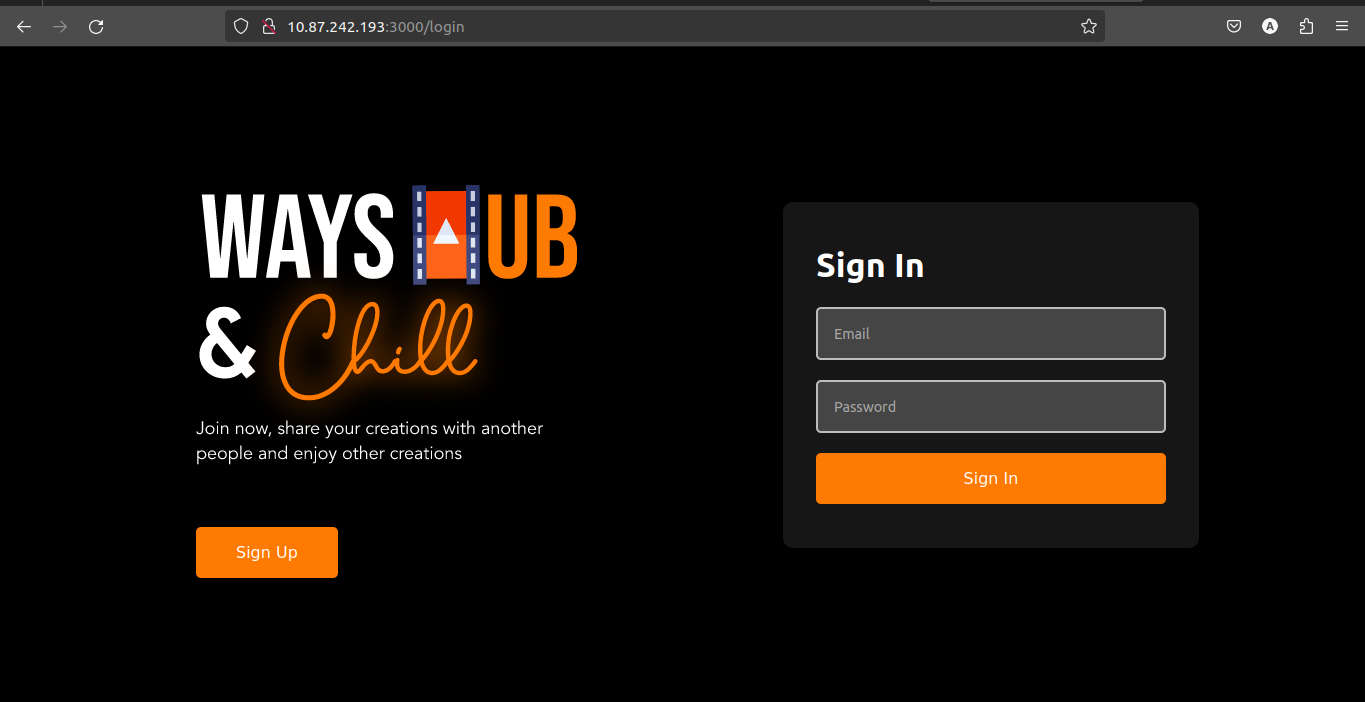 10.87.242.193:3000/login
A
WAYS HUB
& Chill
Join now, share your creations with another
people and enjoy other creations
Sign Up
Sign In
Email
Password
Sign In